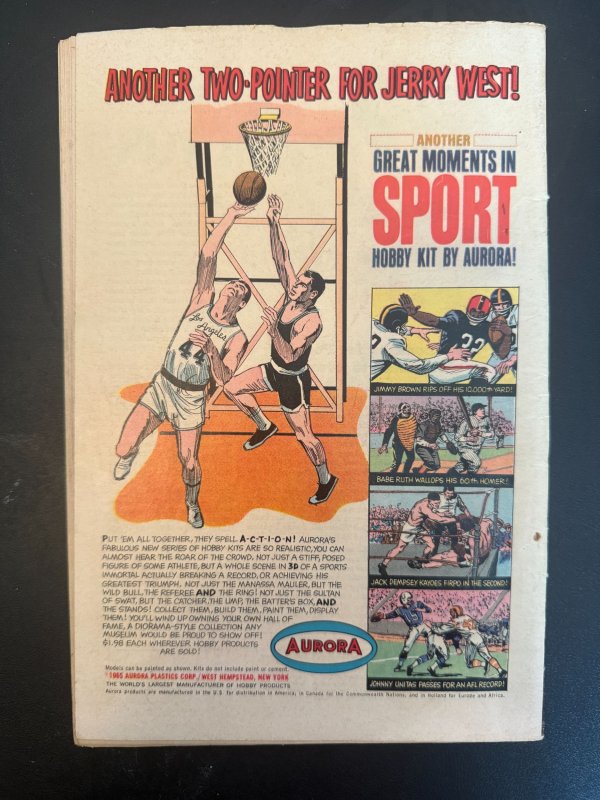 ANOTHER TWO-POINTER FOR JERRY WEST!
ANOTHER
GREAT MOMENTS IN
SPORT
HOBBY KIT BY AURORA!
Los Angeles
44
32
JIMMY BROWN RIPS OFF HIS 10,000th YARD!
BABE RUTH WALLOPS HIS 60th HOMER!
JACK DEMPSEY KAYOES FIRPO IN THE SECOND!
JOHNNY UNITAS PASSES FOR AN AFL RECORD!
PUT 'EM ALL TOGETHER, THEY SPELL A-C-T-I-O-N! AURORA'S
FABULOUS NEW SERIES OF HOBBY KITS ARE SO REALISTIC, YOU CAN
ALMOST HEAR THE ROAR OF THE CROWD. NOT JUST A STIFF, POSED
FIGURE OF SOME ATHLETE, BUT A WHOLE SCENE IN 3D OF A SPORTS
IMMORTAL ACTUALLY BREAKING A RECORD, OR ACHIEVING HIS
GREATEST TRIUMPH. NOT JUST THE MANASSA MAULER, BUT THE
WILD BULL, THE REFEREE AND THE RING! NOT JUST THE SULTAN
OF SWAT, BUT THE CATCHER, THE UMP, THE BATTER'S BOX, AND
THE STANDS! COLLECT THEM, BUILD THEM, PAINT THEM, DISPLAY
THEM! YOU'LL WIND UP OWNING YOUR OWN HALL OF
FAME, A DIORAMA-STYLE COLLECTION ANY
MUSEUM WOULD BE PROUD TO SHOW OFF!
$1.98 EACH WHEREVER HOBBY PRODUCTS
ARE SOLD!
AURORA
Models can be painted as shown. Kits do not include paint or cement.
©1965 AURORA PLASTICS CORP./WEST HEMPSTEAD, NEW YORK
THE WORLD'S LARGEST MANUFACTURER OF HOBBY PRODUCTS
Aurora products are manufactured in the U.S. for distribution in America, in Canada for the Commonwealth Nations, and in Holland for Europe and Africa.